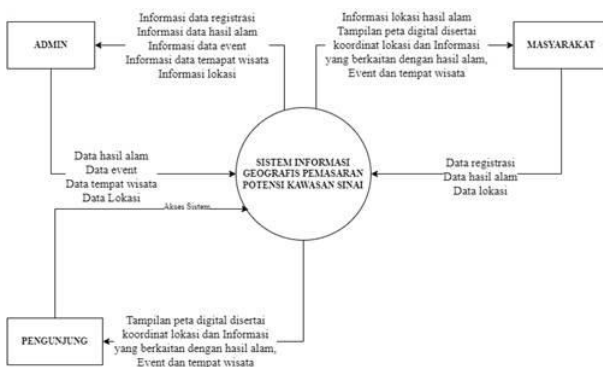 Informasi data registrasi
Informasi data hasil alam
Informasi data event
Informasi data temapat wisata
Informasi lokasi
Informasi lokasi hasil alam
Tampilan peta digital disertai
koordinat lokasi dan Informasi
yang berkaitan dengan hasil alam,
Event dan tempat wisata
ADMIN
MASYARAKAT
SISTEM INFORMASI
GEOGRAFIS PEMASARAN
POTENSI KAWASAN SINAI
Data hasil alam
Data event
Data tempat wisata
Data Lokasi
Data registrasi
Data hasil alam
Data lokasi
Akses Sistem
PENGUNJUNG
Tampilan peta digital disertai
koordinat lokasi dan Informasi
yang berkaitan dengan hasil alam,
Event dan tempat wisata